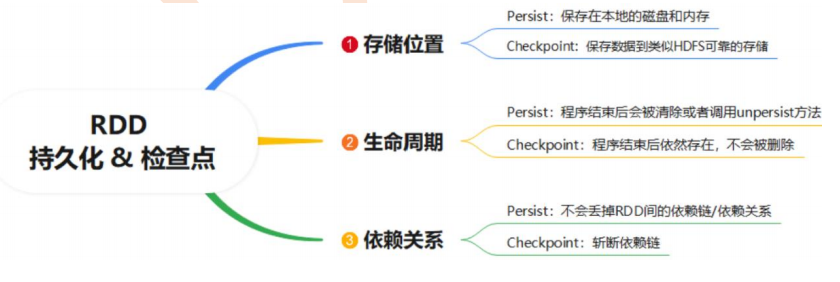 RDD
持久化 & 检查点
1 存储位置
Persist：保存在本地的磁盘和内存
Checkpoint：保存数据到类似HDFS可靠的存储
2 生命周期
Persist：程序结束后会被清除或者调用unpersist方法
Checkpoint：程序结束后依然存在，不会被删除
3 依赖关系
Persist：不会丢掉RDD间的依赖链/依赖关系
Checkpoint：斩断依赖链